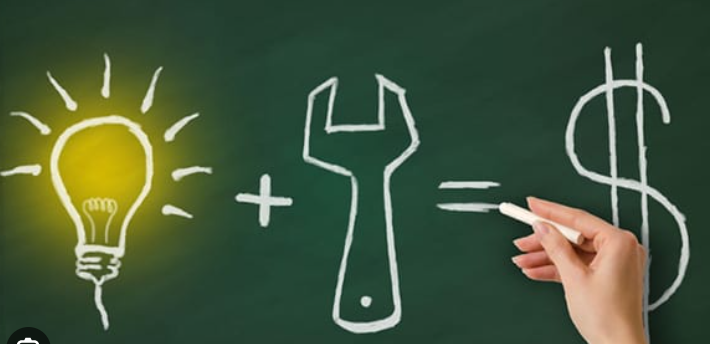 + = $